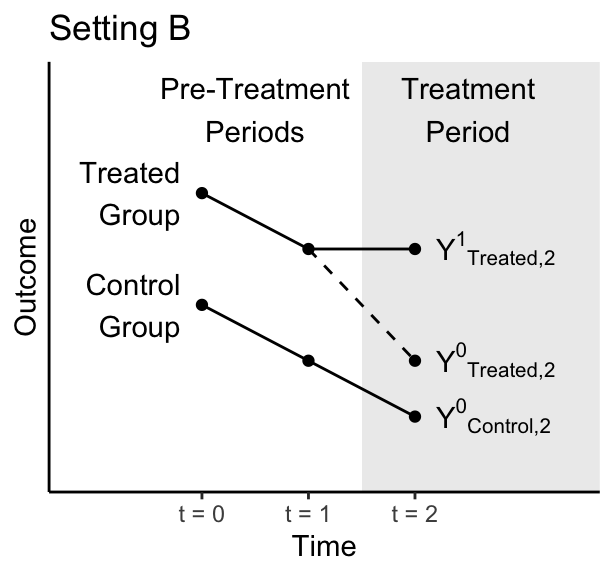 Setting B
Pre-Treatment
Periods
Treatment
Period
Treated
Group
Control
Group
Y¹Treated,2
Y⁰Treated,2
Y⁰Control,2
Outcome
t = 0
t = 1
t = 2
Time